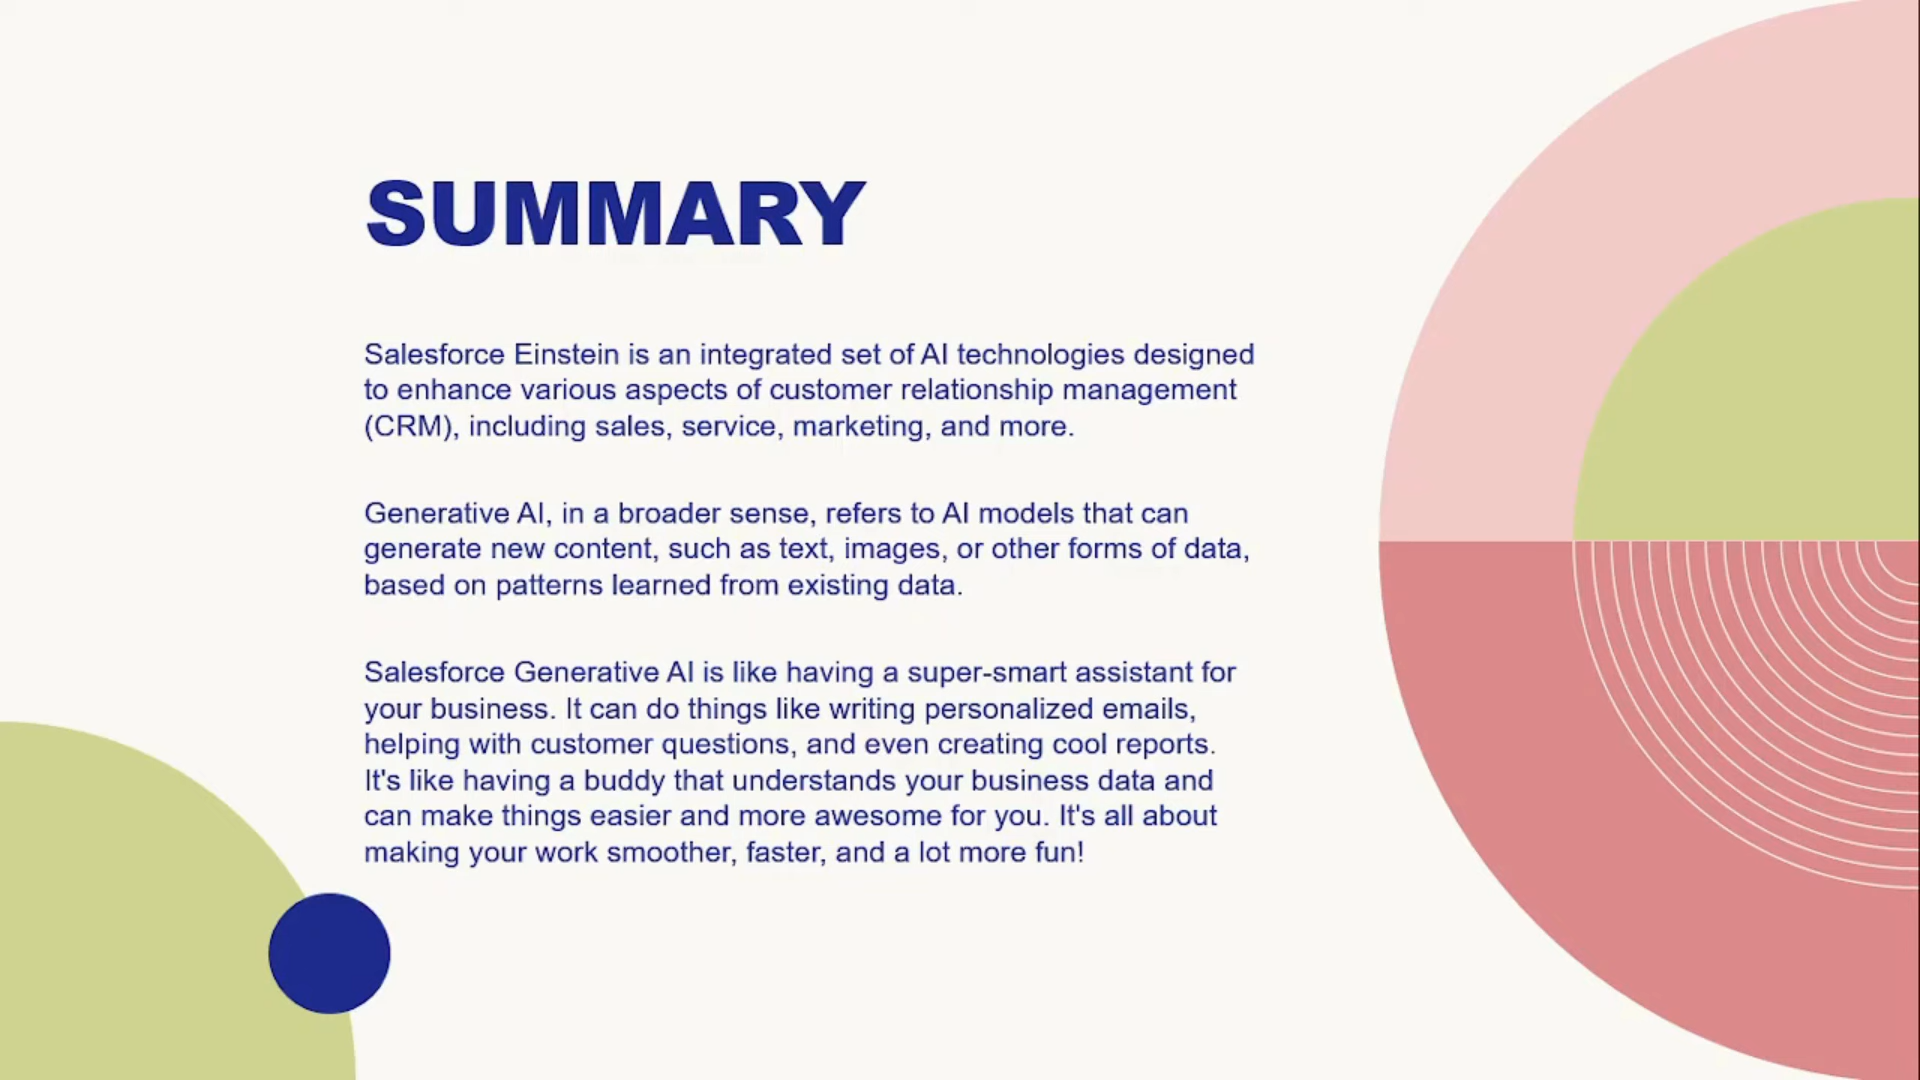 SUMMARY
Salesforce Einstein is an integrated set of AI technologies designed
to enhance various aspects of customer relationship management
(CRM), including sales, service, marketing, and more.
Generative AI, in a broader sense, refers to AI models that can
generate new content, such as text, images, or other forms of data,
based on patterns learned from existing data.
Salesforce Generative AI is like having a super-smart assistant for
your business. It can do things like writing personalized emails,
helping with customer questions, and even creating cool reports.
It's like having a buddy that understands your business data and
can make things easier and more awesome for you. It's all about
making your work smoother, faster, and a lot more fun!